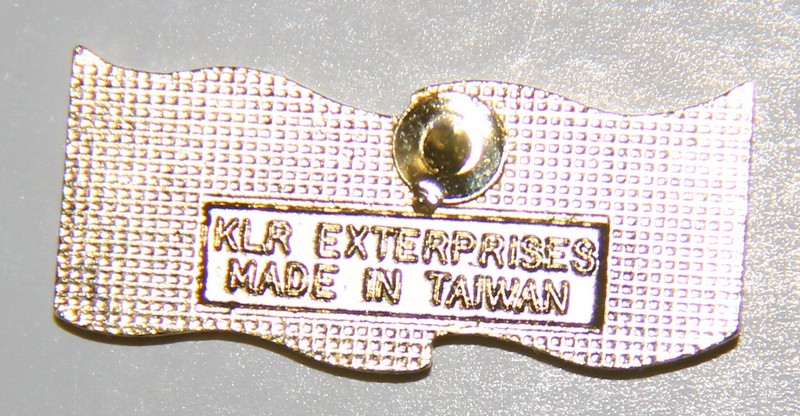 KLR EXTERPRISES
MADE IN TAIWAN